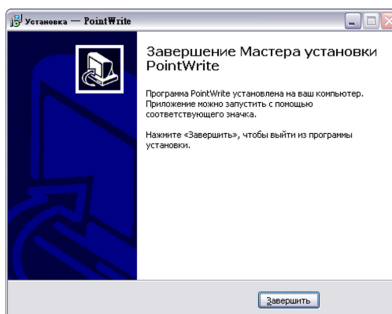 Установка — PointWrite
Завершение Мастера установки
PointWrite
Программа PointWrite установлена на ваш компьютер.
Приложение можно запустить с помощью
соответствующего значка.
Нажмите «Завершить», чтобы выйти из программы
установки.
Завершить